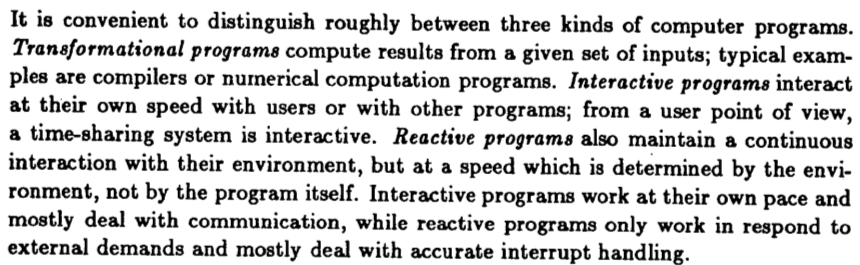 It is convenient to distinguish roughly between three kinds of computer programs.
Transformational programs compute results from a given set of inputs; typical exam-
ples are compilers or numerical computation programs. Interactive programs interact
at their own speed with users or with other programs; from a user point of view,
a time-sharing system is interactive. Reactive programs also maintain a continuous
interaction with their environment, but at a speed which is determined by the envi-
ronment, not by the program itself. Interactive programs work at their own pace and
mostly deal with communication, while reactive programs only work in respond to
external demands and mostly deal with accurate interrupt handling.